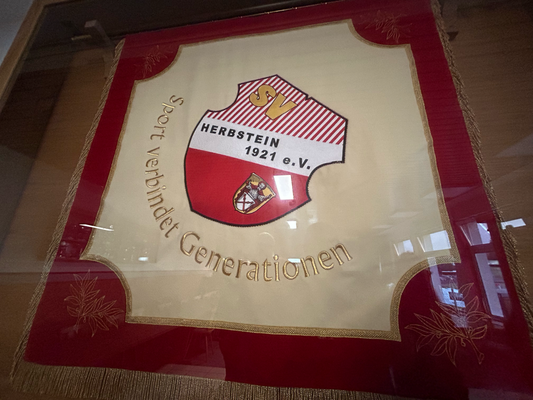 SV
HERBSTEIN
1921 e.V.
Sport verbindet Generationen